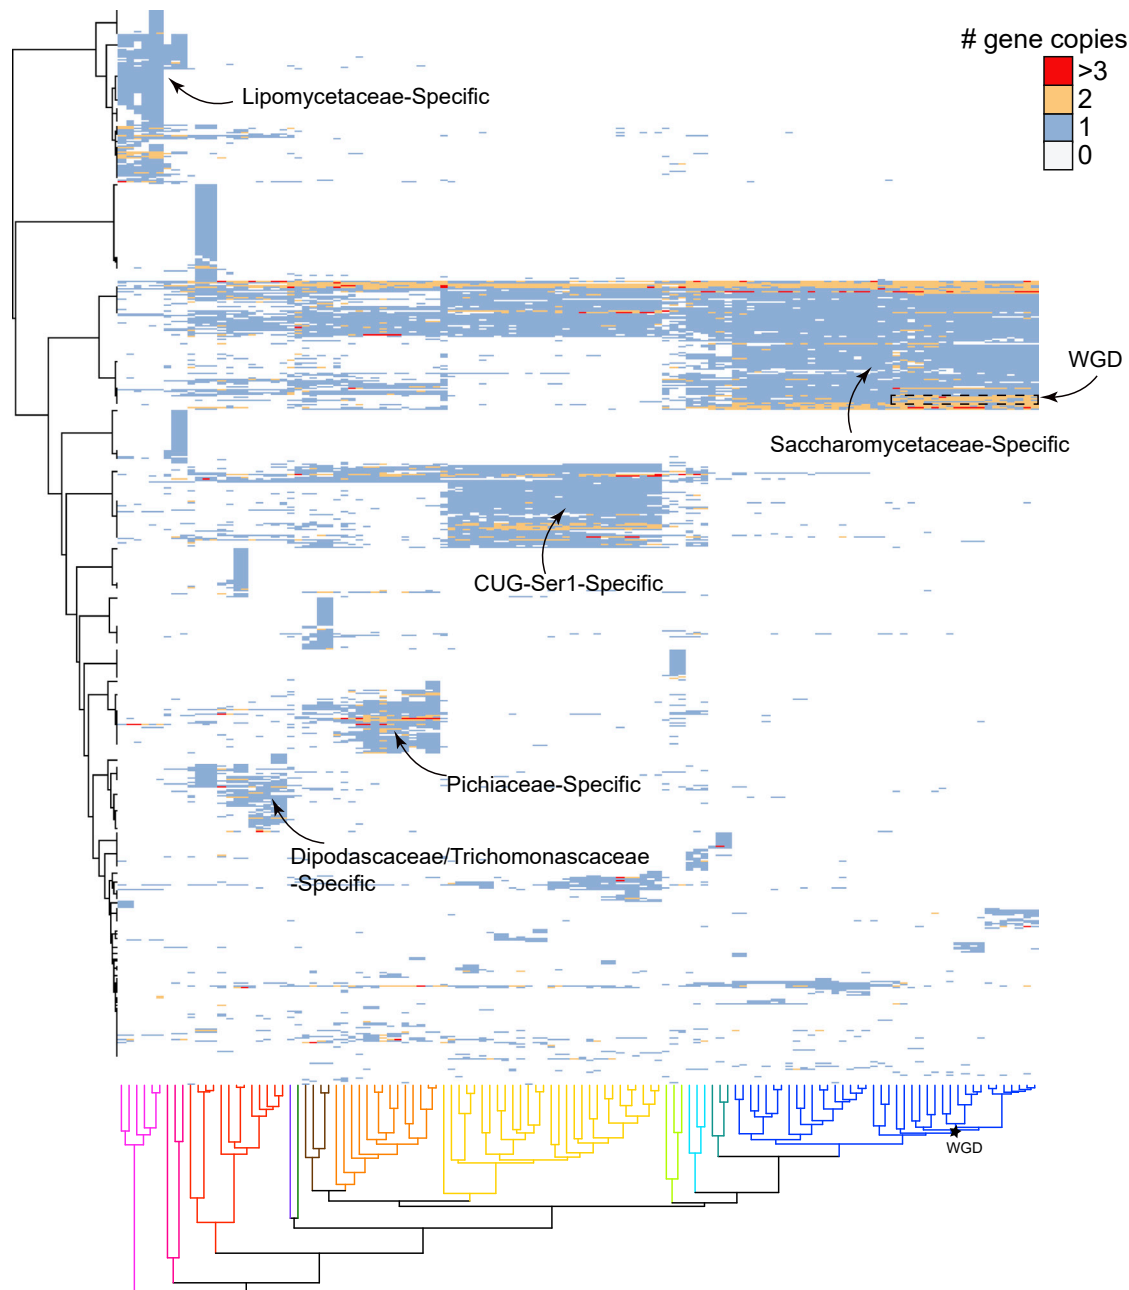 # gene copies
>3
2
1
0
Lipomycetaceae-Specific
WGD
Saccharomycetaceae-Specific
CUG-Ser1-Specific
Pichiaceae-Specific
Dipodascaceae/Trichomonascaceae
-Specific
WGD